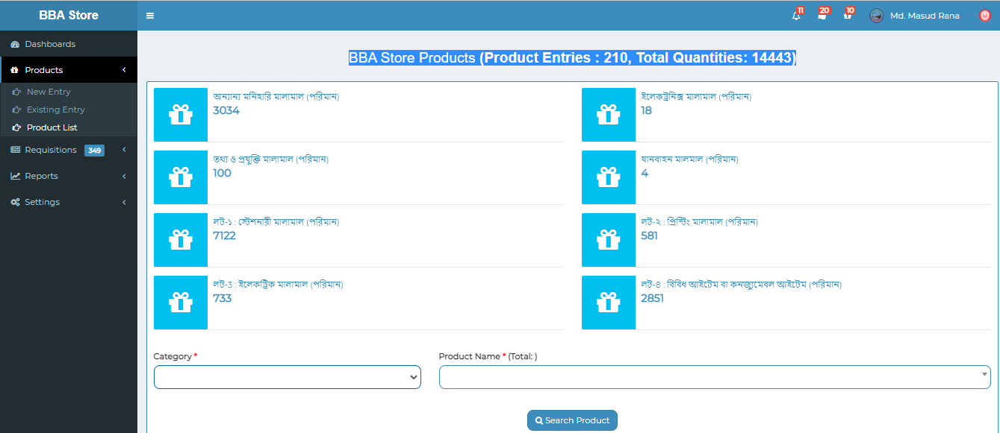 BBA Store
11
20
10
Md. Masud Rana
Dashboards
Products
New Entry
Existing Entry
Product List
Requisitions 349
Reports
Settings
BBA Store Products (Product Entries : 210, Total Quantities: 14443)
অন্যান্য মনিহারি মালামাল (পরিমান)
3034
ইলেকট্রনিক্স মালামাল (পরিমান)
18
তথ্য ও প্রযুক্তি মালামাল (পরিমান)
100
যানবাহন মালমাল (পরিমান)
4
লট-১ : স্টেশনারী মালামাল (পরিমান)
7122
লট-২ : প্রিন্টিং মালামাল (পরিমান)
581
লট-3 : ইলেকট্রিক মালামাল (পরিমান)
733
লট-৪ : বিবিধ আইটেম বা কনজ্যুমেবল আইটেম (পরিমান)
2851
Category *
Product Name * (Total: )
Search Product